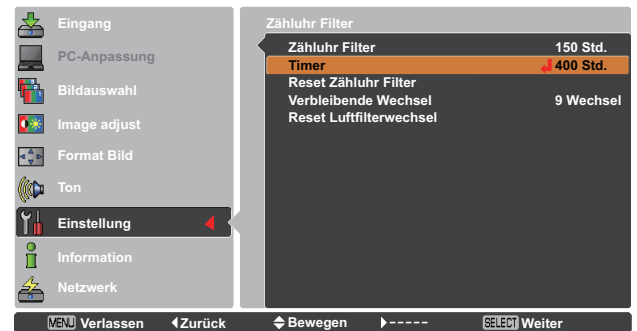 Eingang
PC-Anpassung
Bildauswahl
Image adjust
Format Bild
Ton
Einstellung
Information
Netzwerk
Zähluhr Filter
Zähluhr Filter 150 Std.
Timer 400 Std.
Reset Zähluhr Filter
Verbleibende Wechsel 9 Wechsel
Reset Luftfilterwechsel
MENU Verlassen Zurück Bewegen ----- SELECT Weiter